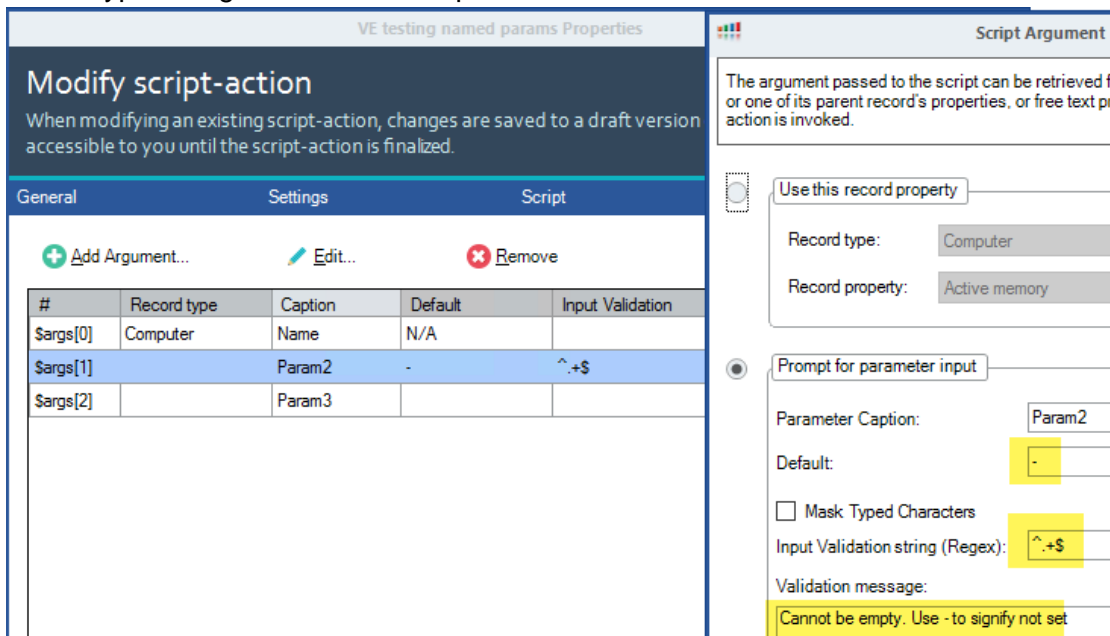 VE testing named params Properties
Modify script-action
When modifying an existing script-action, changes are saved to a draft version
accessible to you until the script-action is finalized.
General Settings Script
Add Argument... Edit... Remove
# Record type Caption Default Input Validation
$args[0] Computer Name N/A
$args[1] Param2 - ^.+$
$args[2] Param3
Script Argument
The argument passed to the script can be retrieved
or one of its parent record's properties, or free text
action is invoked.
Use this record property
Record type: Computer
Record property: Active memory
Prompt for parameter input
Parameter Caption: Param2
Default: -
Mask Typed Characters
Input Validation string (Regex): ^.+$
Validation message:
Cannot be empty. Use - to signify not set